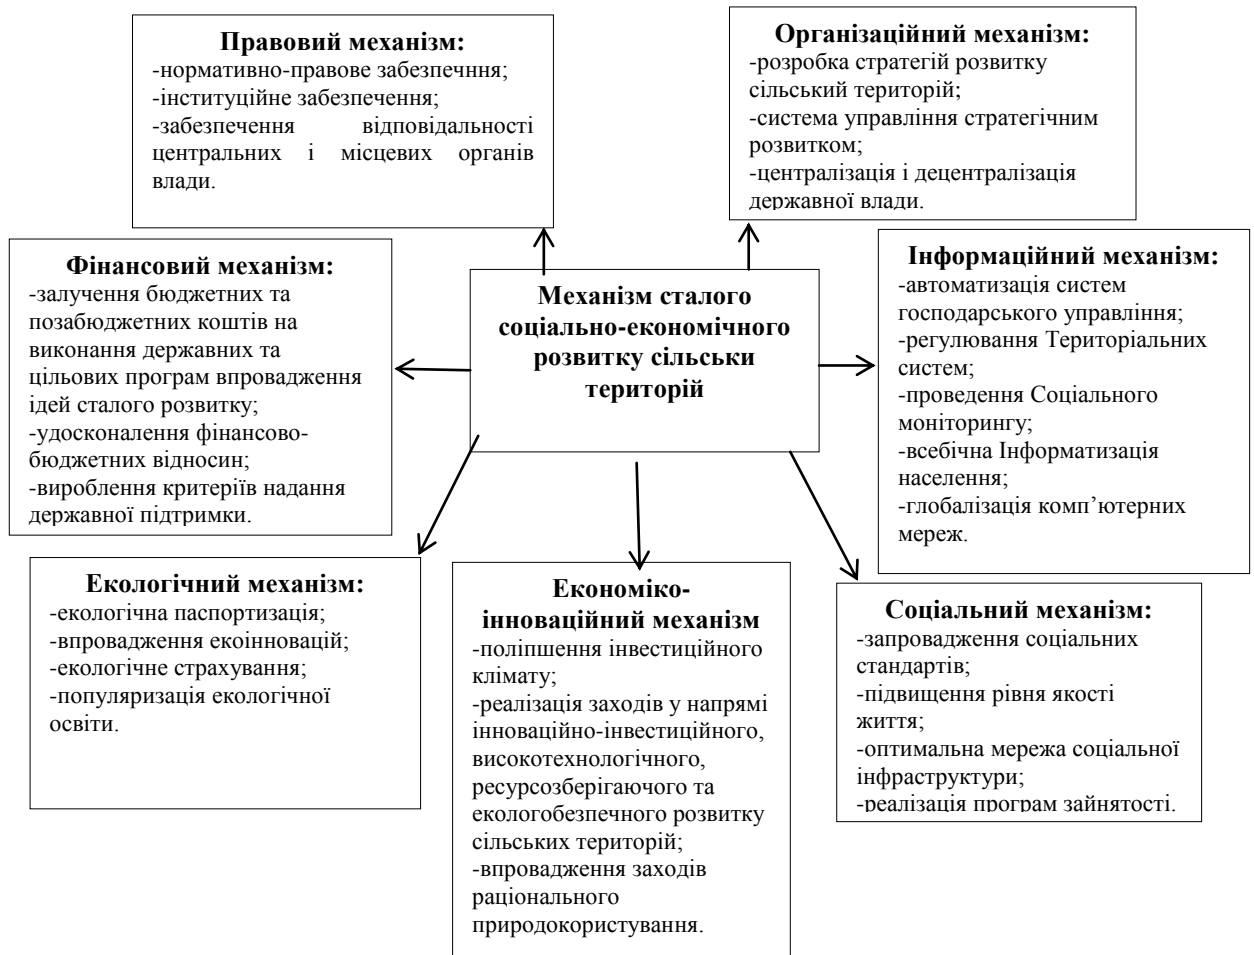 Правовий механізм:
-нормативно-правове забезпечння;
-інституційне забезпечення;
-забезпечення відповідальності
центральних і місцевих органів
влади.
Організаційний механізм:
-розробка стратегій розвитку
сільський територій;
-система управління стратегічним
розвитком;
-централізація і децентралізація
державної влади.
Фінансовий механізм:
-залучення бюджетних та
позабюджетних коштів на
виконання державних та
цільових програм впровадження
ідей сталого розвитку;
-удосконалення фінансово-
бюджетних відносин;
-вироблення критеріїв надання
державної підтримки.
Механізм сталого
соціально-економічного
розвитку сільськи
територій
Інформаційний механізм:
-автоматизація систем
господарського управління;
-регулювання Територіальних
систем;
-проведення Соціального
моніторингу;
-всебічна Інформатизація
населення;
-глобалізація комп’ютерних
мереж.
Екологічний механізм:
-екологічна паспортизація;
-впровадження екоінновацій;
-екологічне страхування;
-популяризація екологічної
освіти.
Економіко-
інноваційний механізм
-поліпшення інвестиційного
клімату;
-реалізація заходів у напрямі
інноваційно-інвестиційного,
високотехнологічного,
ресурсозберігаючого та
екологобезпечного розвитку
сільських територій;
-впровадження заходів
раціонального
природокористування.
Соціальний механізм:
-запровадження соціальних
стандартів;
-підвищення рівня якості
життя;
-оптимальна мережа соціальної
інфраструктури;
-реалізація програм зайнятості.